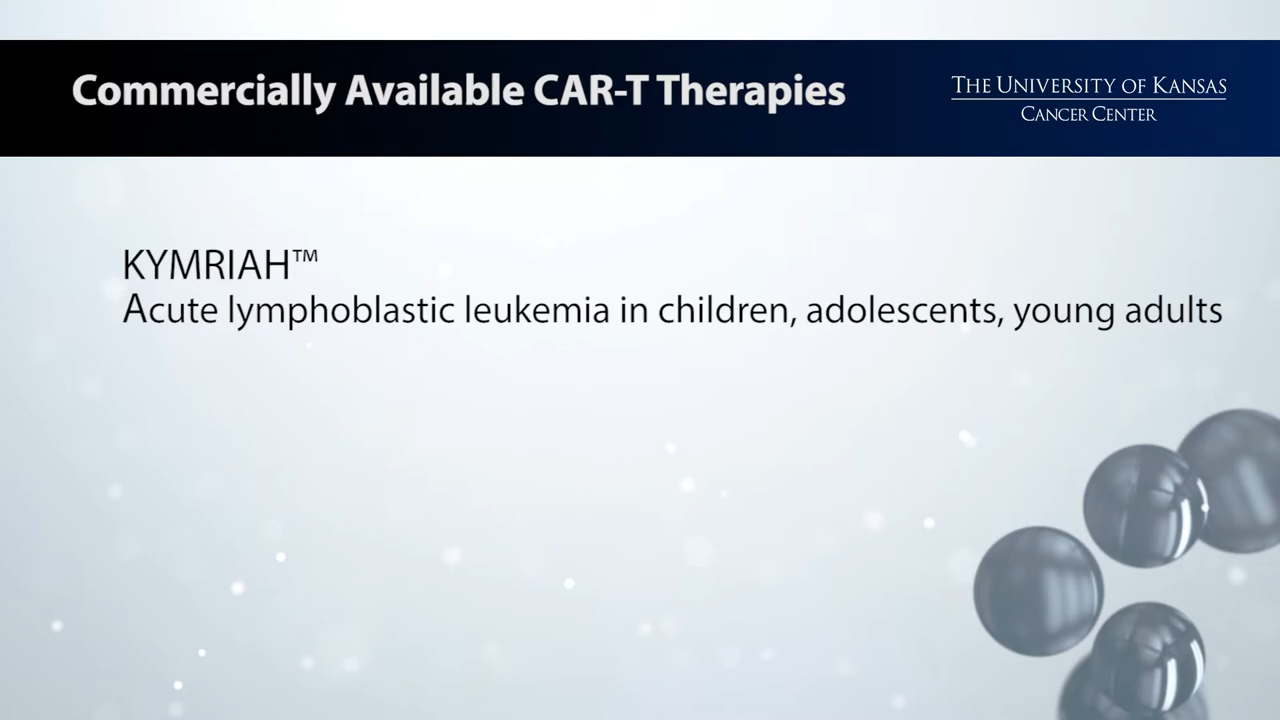 Commercially Available CAR-T Therapies
THE UNIVERSITY OF KANSAS
CANCER CENTER
KYMRIAH™
Acute lymphoblastic leukemia in children, adolescents, young adults